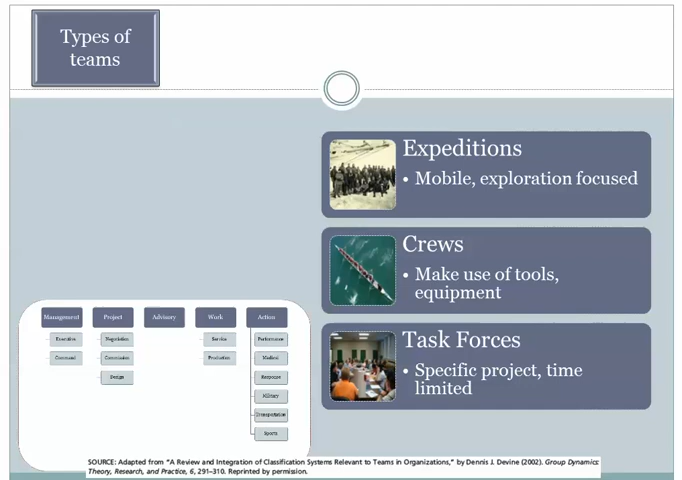 Types of
teams
Expeditions
• Mobile, exploration focused
Crews
• Make use of tools,
equipment
Task Forces
• Specific project, time
limited
Management Project Advisory Work Action
Executive Negotiation Service Performance
Command Commission Production Medical
Design Response
Military
Transportation
Sports
SOURCE: Adapted from “A Review and Integration of Classification Systems Relevant to Teams in Organizations,” by Dennis J. Devine (2002). Group Dynamics:
Theory, Research, and Practice, 6, 291–310. Reprinted by permission.